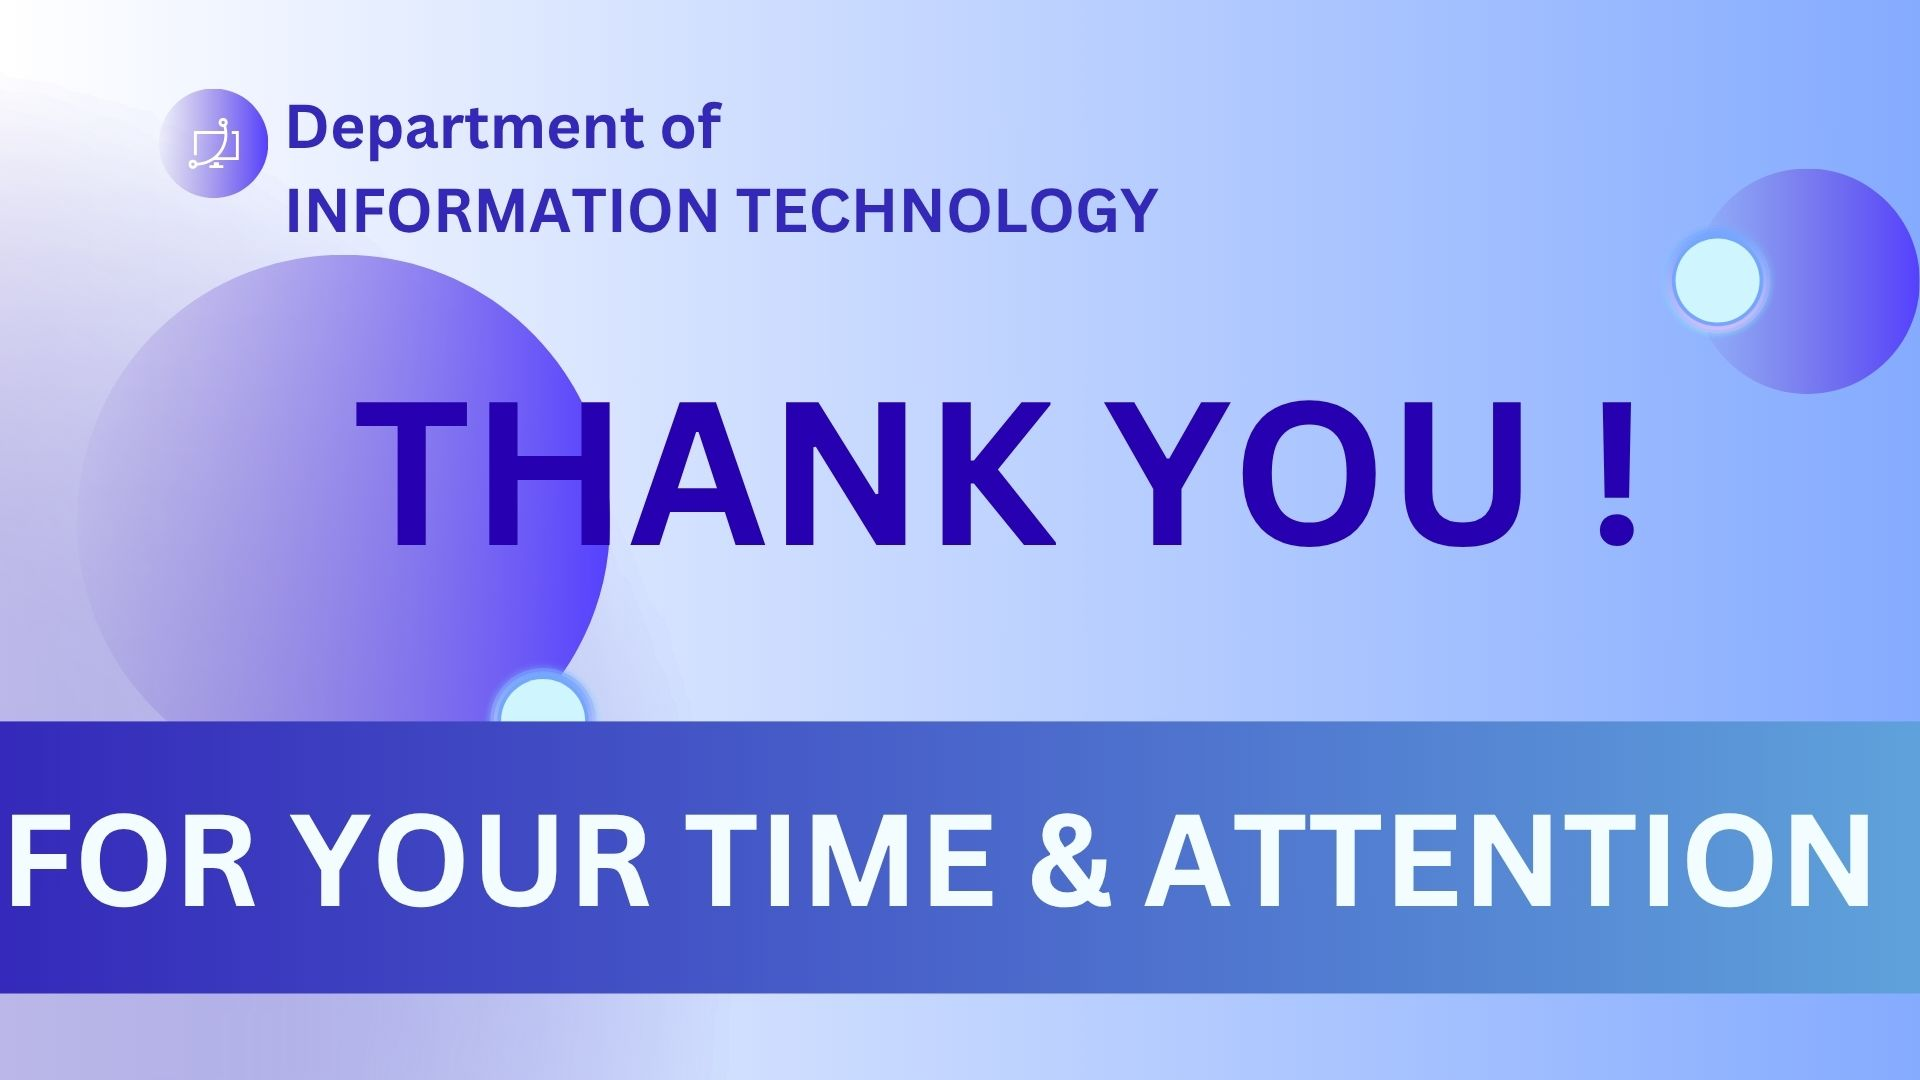 Department of
INFORMATION TECHNOLOGY
THANK YOU !
FOR YOUR TIME & ATTENTION